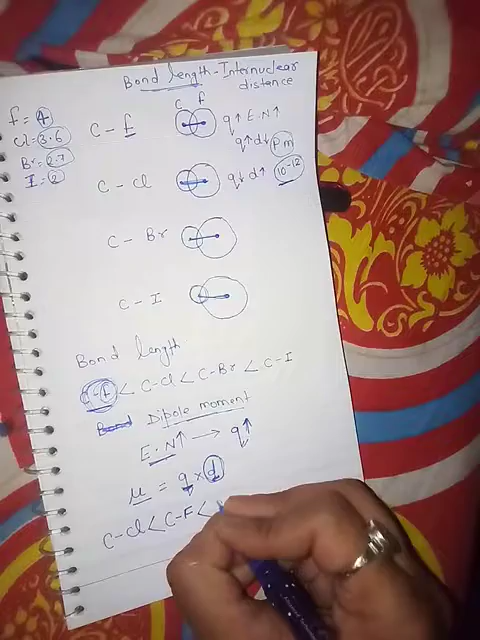 Bond length - Internuclear
distance
f = 4
Cl = 3.6
Br = 2.7
I = 2
C - f
C F
q↑ E.N↑
q↑ d↓ pm
C - Cl
q↓ d↑ 10-12
C - Br
C - I
Bond length
C-f < C-Cl < C-Br < C-I
Dipole moment
E.N↑ → q↑
μ = q × d
C-Cl < C-F <